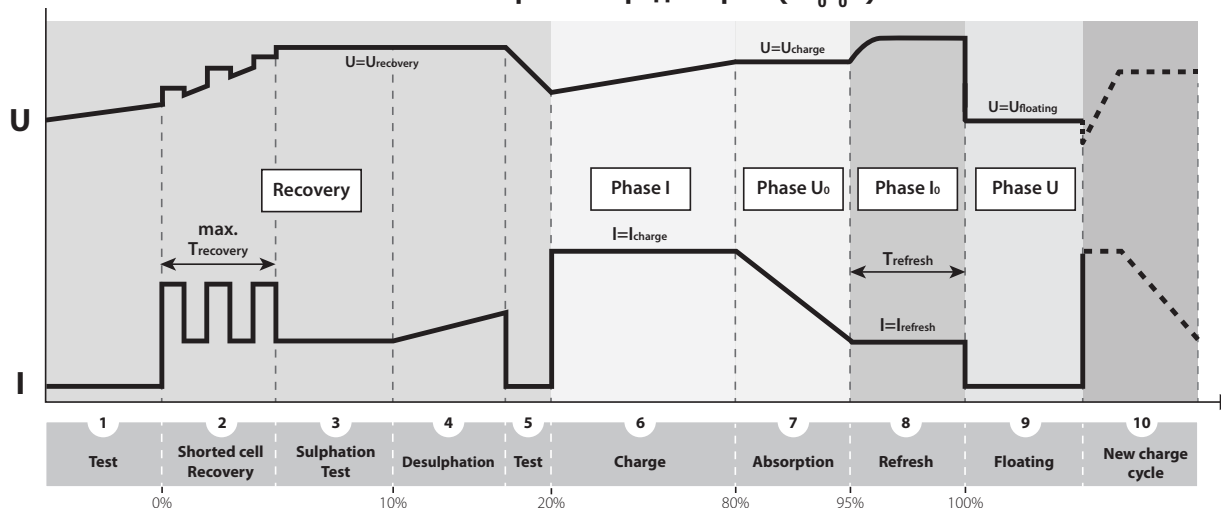 U=Urecovery
U=Ucharge
U=Ufloating
U
Recovery
Phase I
Phase U₀
Phase I₀
Phase U
max.
Trecovery
I=Icharge
Trefresh
I=Irefresh
I
1
2
3
4
5
6
7
8
9
10
Test
Shorted cell
Recovery
Sulphation
Test
Desulphation
Test
Charge
Absorption
Refresh
Floating
New charge
cycle
0%
10%
20%
80%
95%
100%